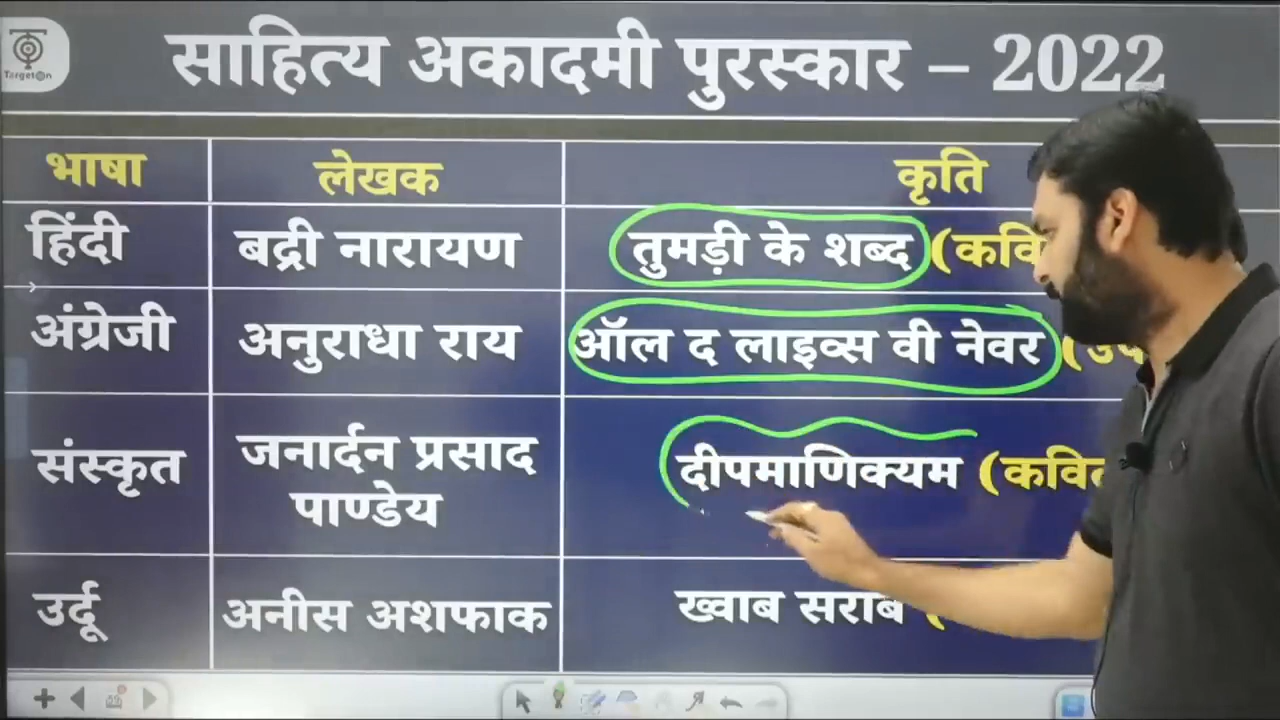 TargetOn
साहित्य अकादमी पुरस्कार – 2022
भाषा लेखक कृति
हिंदी बद्री नारायण तुमड़ी के शब्द
अंग्रेजी अनुराधा राय ऑल द लाइव्स वी नेवर
संस्कृत जनार्दन प्रसाद
पाण्डेय दीपमाणिक्यम
उर्दू अनीस अशफाक ख्वाब सराब